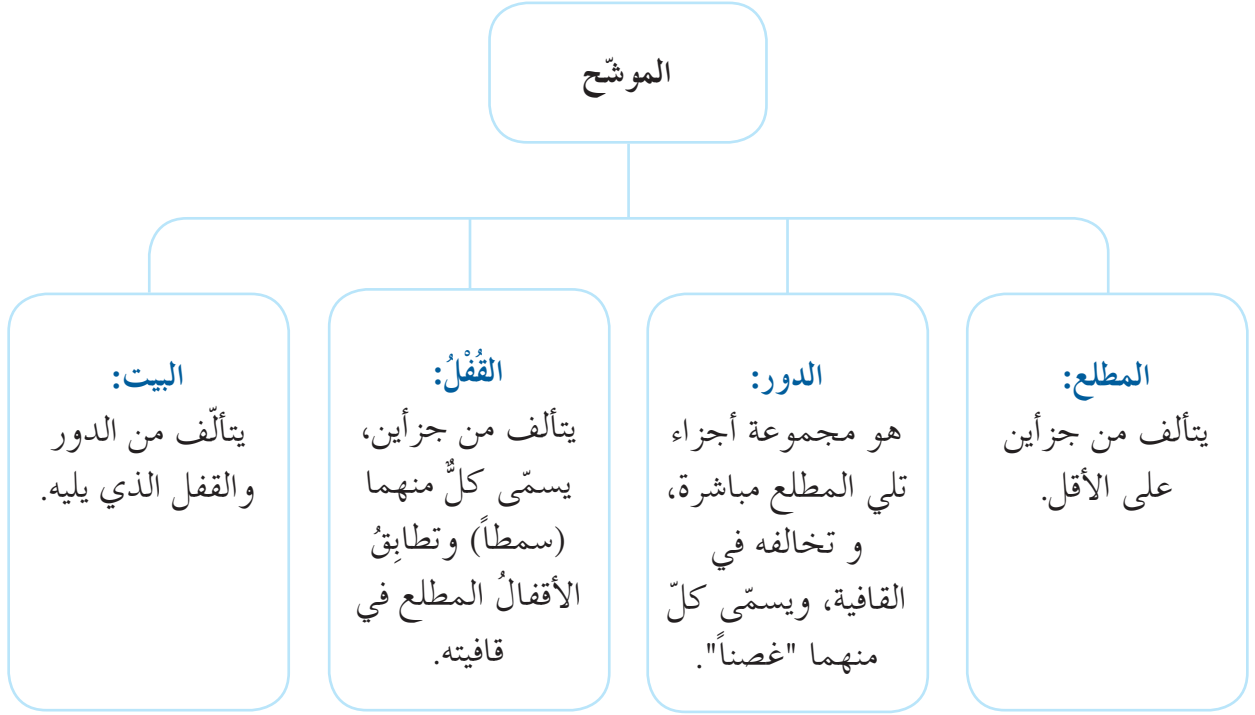 الموشّح
المطلع:
يتألف من جزأين
على الأقل.
الدور:
هو مجموعة أجزاء
تلي المطلع مباشرة،
و تخالفه في
القافية، ويسمّى كلّ
منهما "غصناً".
القُفْلُ:
يتألف من جزأين،
يسمّى كلٌّ منهما
(سمطاً) وتطابِقُ
الأقفالُ المطلع في
قافيته.
البيت:
يتألّف من الدور
والقفل الذي يليه.